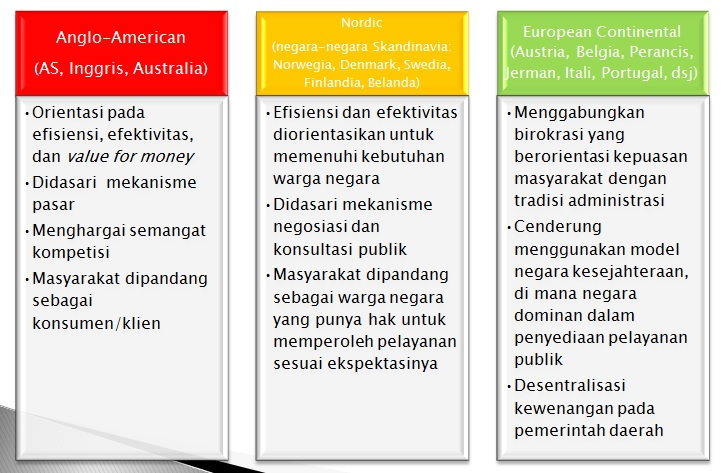 Anglo-American
(AS, Inggris, Australia)
• Orientasi pada
efisiensi, efektivitas,
dan value for money
• Didasari mekanisme
pasar
• Menghargai semangat
kompetisi
• Masyarakat dipandang
sebagai
konsumen/klien
Nordic
(negara-negara Skandinavia:
Norwegia, Denmark, Swedia,
Finlandia, Belanda)
• Efisiensi dan efektivitas
diorientasikan untuk
memenuhi kebutuhan
warga negara
• Didasari mekanisme
negosiasi dan
konsultasi publik
• Masyarakat dipandang
sebagai warga negara
yang punya hak untuk
memperoleh pelayanan
sesuai ekspektasinya
European Continental
(Austria, Belgia, Perancis,
Jerman, Itali, Portugal, dsj)
• Menggabungkan
birokrasi yang
berorientasi kepuasan
masyarakat dengan
tradisi administrasi
• Cenderung
menggunakan model
negara kesejahteraan,
di mana negara
dominan dalam
penyediaan pelayanan
publik
• Desentralisasi
kewenangan pada
pemerintah daerah